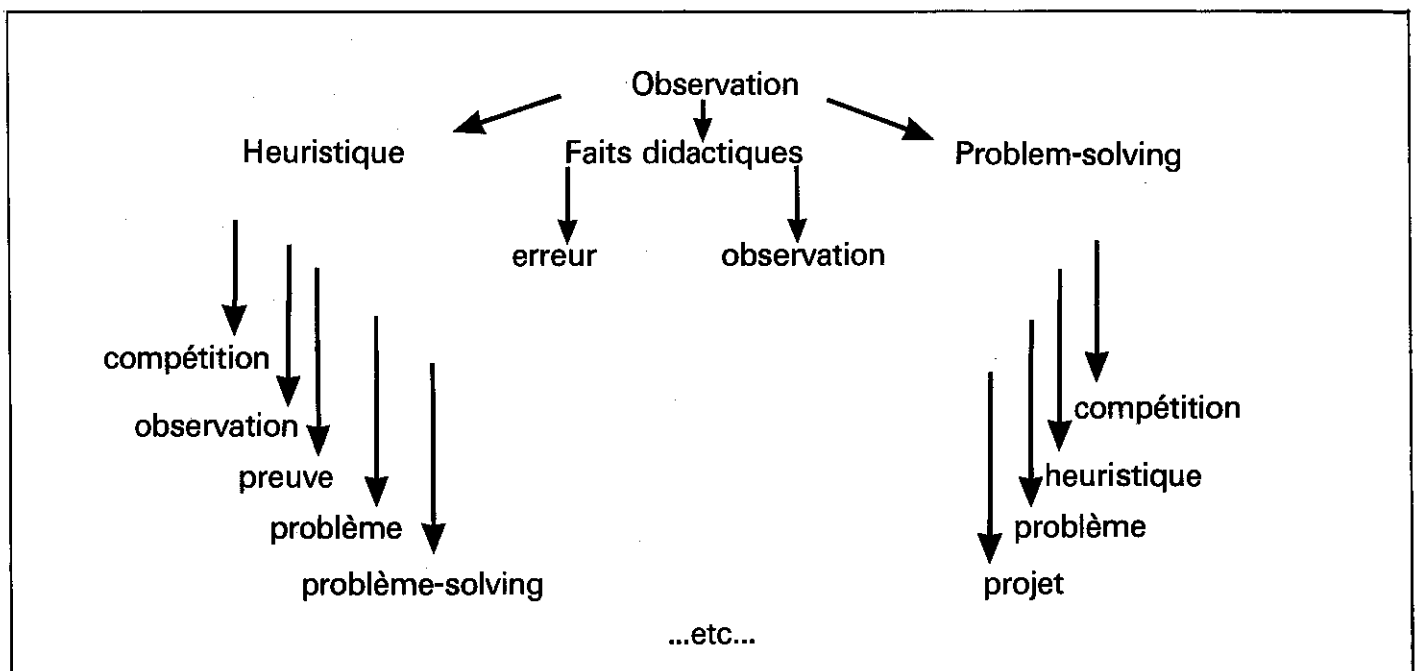 Observation
Heuristique Faits didactiques Problem-solving
erreur observation
compétition
compétition
observation
preuve heuristique
problème problème
problème-solving projet
...etc...